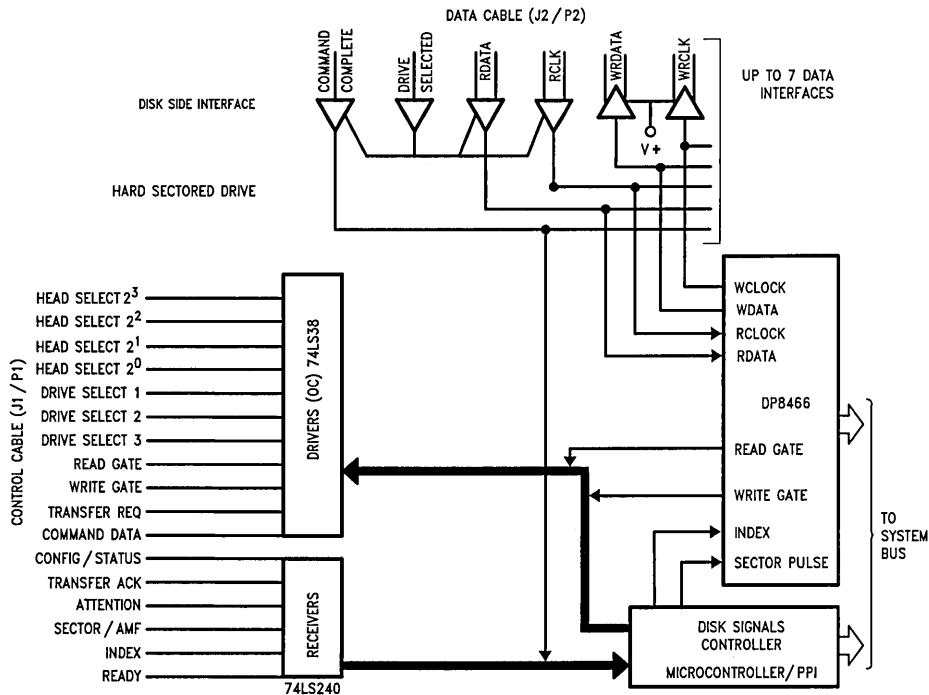 DATA CABLE (J2/P2)
COMMAND
COMPLETE
DRIVE
SELECTED
RDATA
RCLK
WRDATA
WRCLK
UP TO 7 DATA
INTERFACES
DISK SIDE INTERFACE
V+
HARD SECTORED DRIVE
CONTROL CABLE (J1/P1)
HEAD SELECT 2³
HEAD SELECT 2²
HEAD SELECT 2¹
HEAD SELECT 2⁰
DRIVE SELECT 1
DRIVE SELECT 2
DRIVE SELECT 3
READ GATE
WRITE GATE
TRANSFER REQ
COMMAND DATA
CONFIG/STATUS
TRANSFER ACK
ATTENTION
SECTOR/AMF
INDEX
READY
DRIVERS (OC) 74LS38
RECEIVERS
74LS240
WCLOCK
WDATA
RCLOCK
RDATA
DP8466
READ GATE
WRITE GATE
INDEX
SECTOR PULSE
TO
SYSTEM
BUS
DISK SIGNALS
CONTROLLER
MICROCONTROLLER/PPI